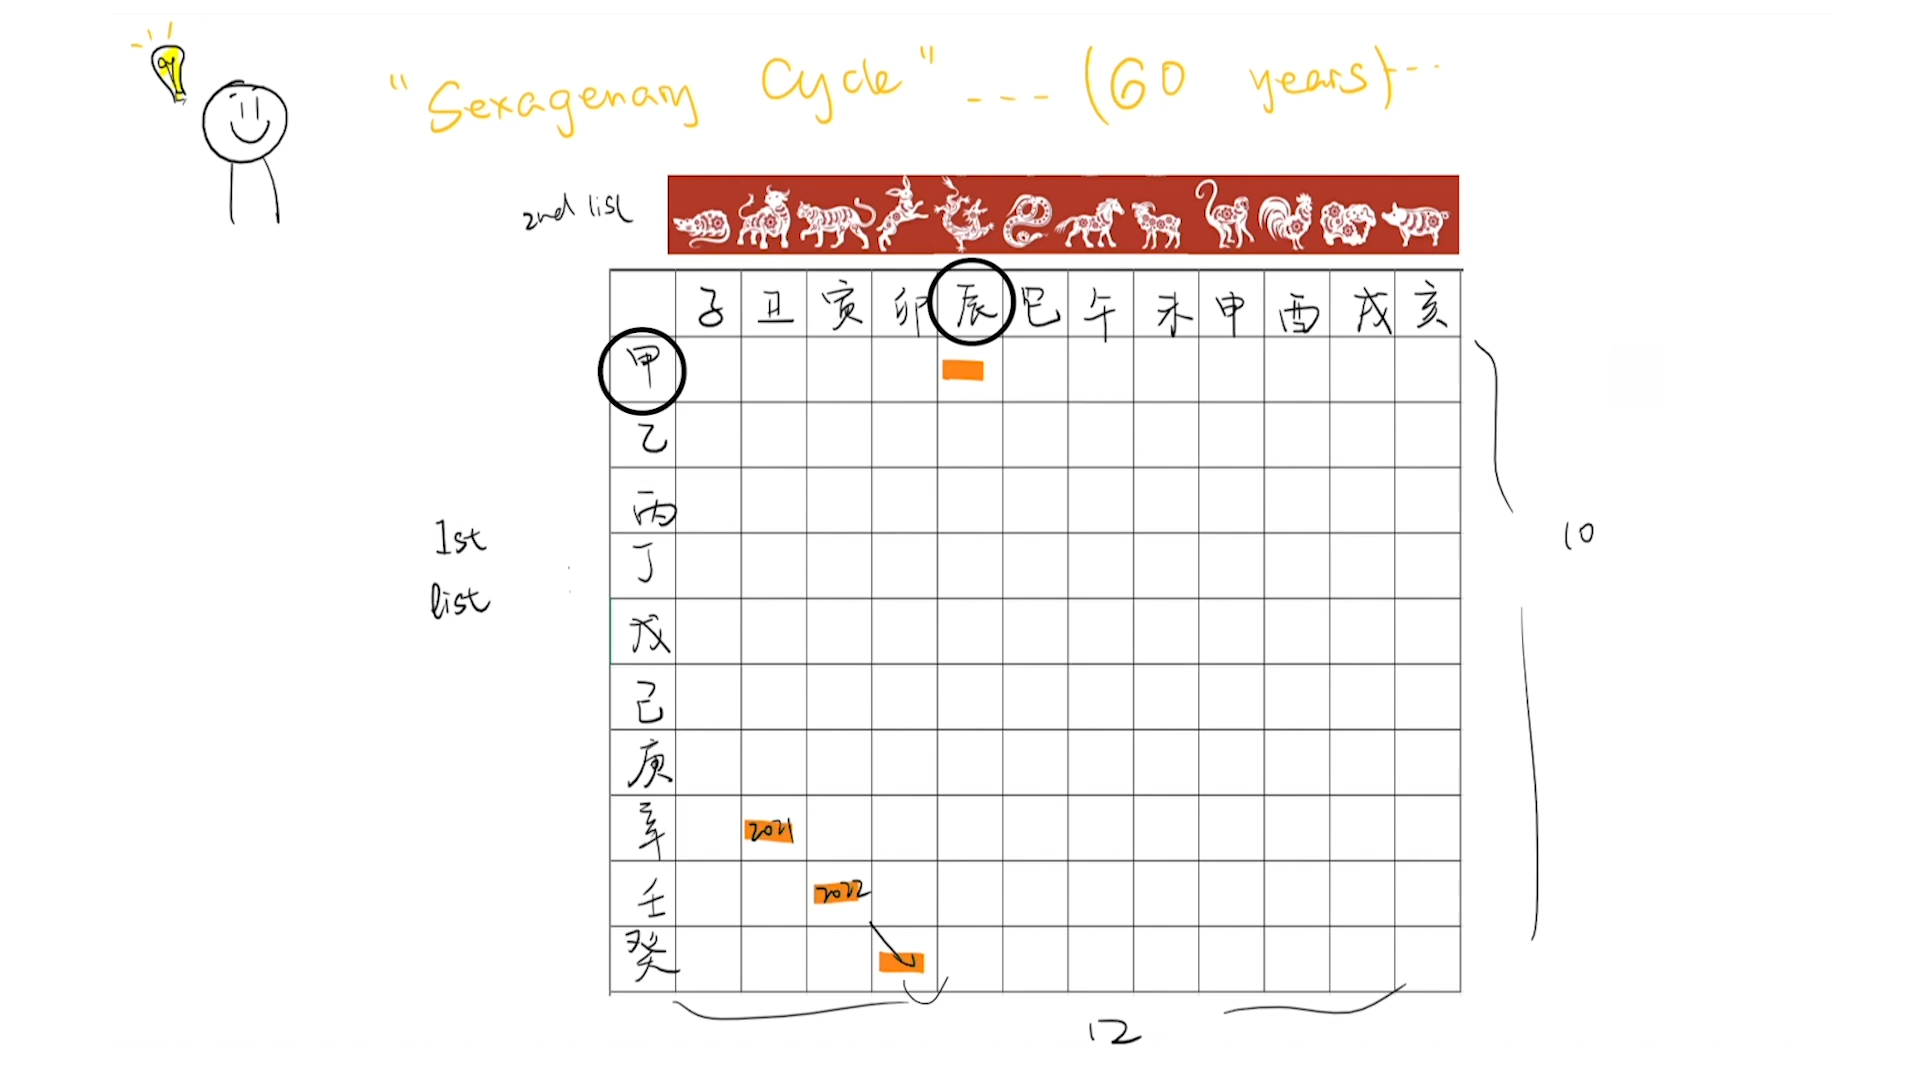 "Sexagenary Cycle" --- (60 years)--
2nd list
子 丑 寅 卯 辰 巳 午 未 申 酉 戌 亥
甲
乙
丙
丁
戊
己
庚
辛 2021
壬 2022
癸
1st
list
10
12